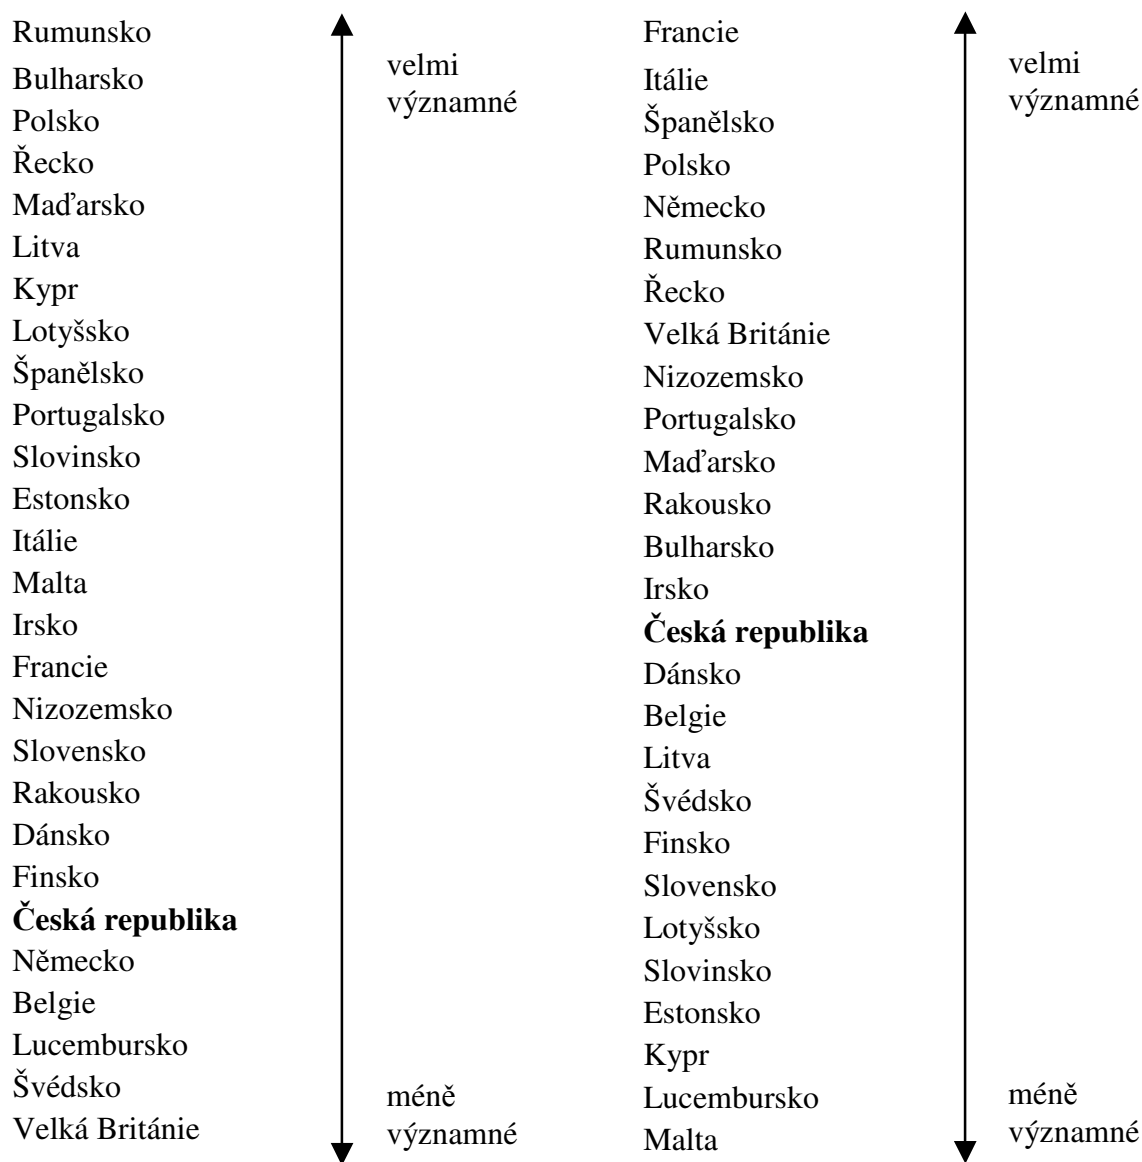 Rumunsko
Bulharsko
Polsko
Řecko
Maďarsko
Litva
Kypr
Lotyšsko
Španělsko
Portugalsko
Slovinsko
Estonsko
Itálie
Malta
Irsko
Francie
Nizozemsko
Slovensko
Rakousko
Dánsko
Finsko
Česká republika
Německo
Belgie
Lucembursko
Švédsko
Velká Británie
velmi
významné
méně
významné
Francie
Itálie
Španělsko
Polsko
Německo
Rumunsko
Řecko
Velká Británie
Nizozemsko
Portugalsko
Maďarsko
Rakousko
Bulharsko
Irsko
Česká republika
Dánsko
Belgie
Litva
Švédsko
Finsko
Slovensko
Lotyšsko
Slovinsko
Estonsko
Kypr
Lucembursko
Malta
velmi
významné
méně
významné